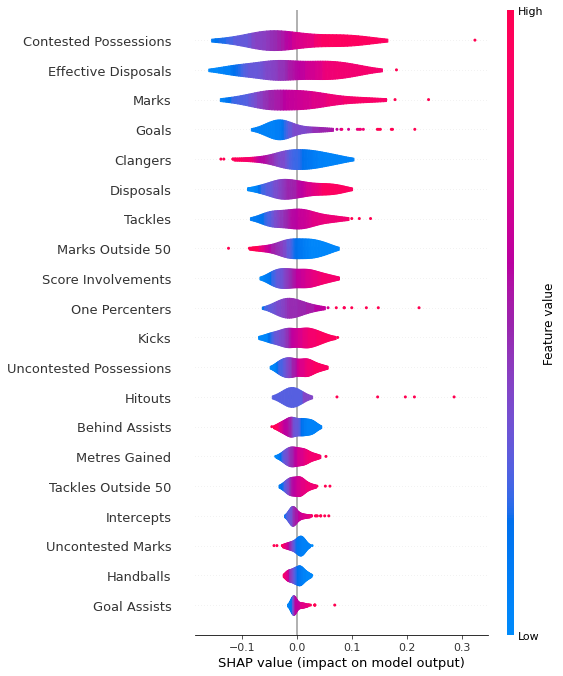 High
Contested Possessions
Effective Disposals
Marks
Goals
Clangers
Disposals
Tackles
Marks Outside 50
Score Involvements
One Percenters
Kicks
Uncontested Possessions
Hitouts
Behind Assists
Metres Gained
Tackles Outside 50
Intercepts
Uncontested Marks
Handballs
Goal Assists
Feature value
Low
−0.1 0.0 0.1 0.2 0.3
SHAP value (impact on model output)